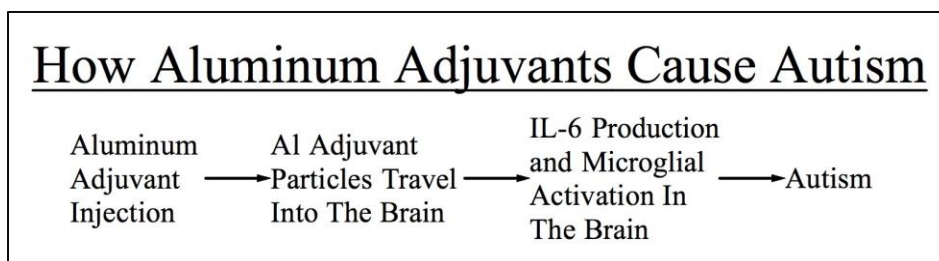 How Aluminum Adjuvants Cause Autism
Aluminum
Adjuvant
Injection
Al Adjuvant
Particles Travel
Into The Brain
IL-6 Production
and Microglial
Activation In
The Brain
Autism